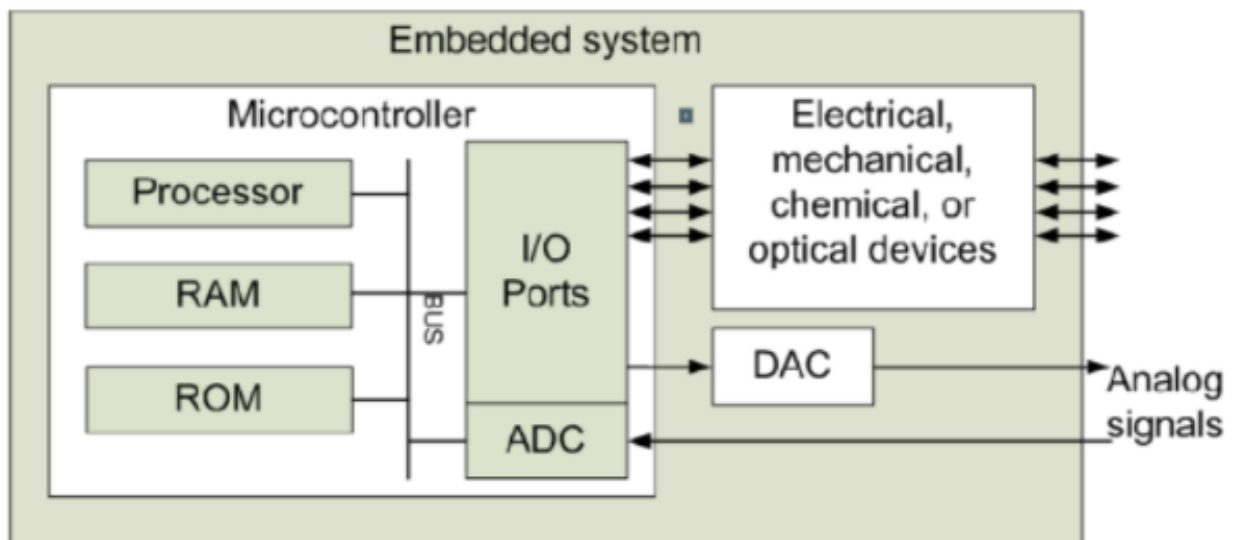 Embedded system
Microcontroller
Processor
RAM
ROM
BUS
I/O
Ports
ADC
Electrical,
mechanical,
chemical, or
optical devices
DAC
Analog
signals